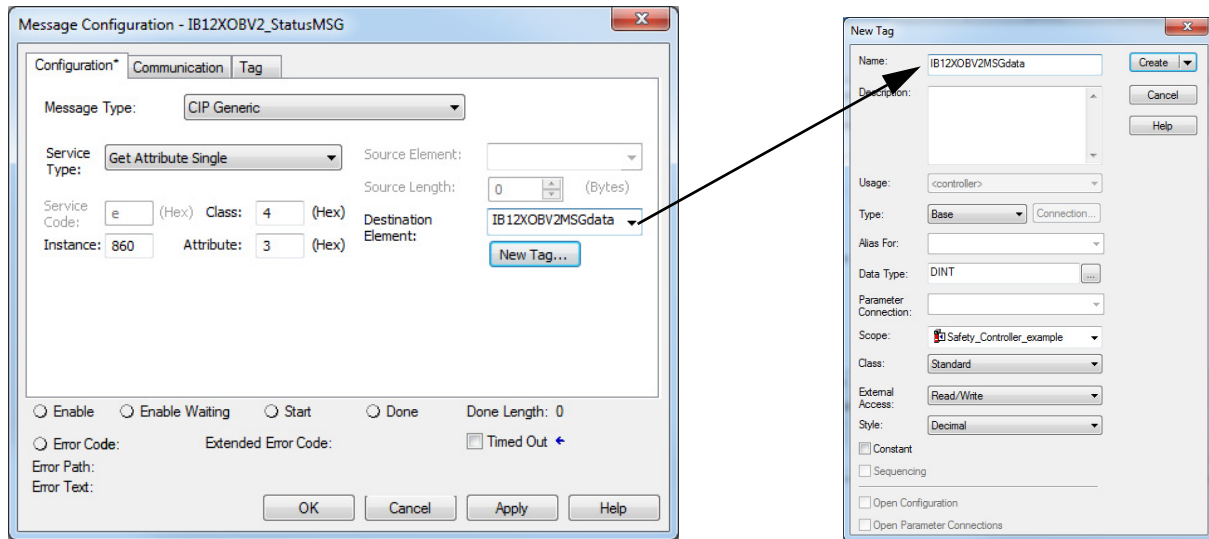 Message Configuration - IB12XOBV2_StatusMSG
Configuration* Communication Tag
Message Type: CIP Generic
Service Type: Get Attribute Single
Source Element:
Source Length: 0 (Bytes)
Service Code: e (Hex) Class: 4 (Hex)
Destination Element: IB12XOBV2MSGdata
Instance: 860 Attribute: 3 (Hex)
New Tag...
Enable Enable Waiting Start Done Done Length: 0
Error Code: Extended Error Code: Timed Out
Error Path:
Error Text:
OK Cancel Apply Help
New Tag
Name: IB12XOBV2MSGdata Create
Description: Cancel
Help
Usage: <controller>
Type: Base Connection...
Alias For:
Data Type: DINT ...
Parameter Connection:
Scope: Safety_Controller_example
Class: Standard
External Access: Read/Write
Style: Decimal
Constant
Sequencing
Open Configuration
Open Parameter Connections